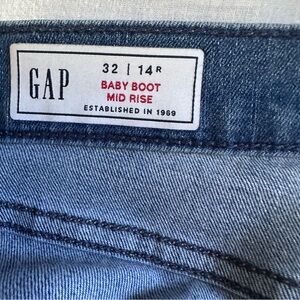 GAP
32 | 14R
BABY BOOT
MID RISE
ESTABLISHED IN 1969